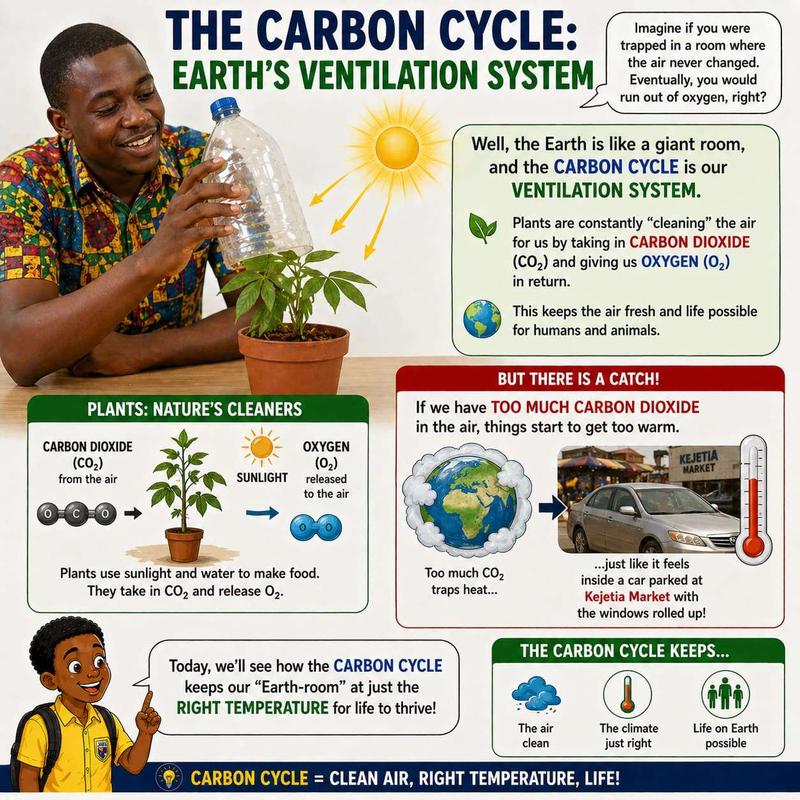 THE CARBON CYCLE:
EARTH'S VENTILATION SYSTEM
Imagine if you were
trapped in a room where
the air never changed.
Eventually, you would
run out of oxygen, right?
Well, the Earth is like a giant room,
and the CARBON CYCLE is our
VENTILATION SYSTEM.
Plants are constantly “cleaning” the air
for us by taking in CARBON DIOXIDE
(CO₂) and giving us OXYGEN (O₂)
in return.
This keeps the air fresh and life possible
for humans and animals.
PLANTS: NATURE'S CLEANERS
CARBON DIOXIDE
(CO₂)
from the air
O C O
SUNLIGHT
OXYGEN
(O₂)
released
to the air
O O
Plants use sunlight and water to make food.
They take in CO₂ and release O₂.
BUT THERE IS A CATCH!
If we have TOO MUCH CARBON DIOXIDE
in the air, things start to get too warm.
KEJETIA
MARKET
Too much CO₂
traps heat...
...just like it feels
inside a car parked at
Kejetia Market with
the windows rolled up!
Today, we'll see how the CARBON CYCLE
keeps our “Earth-room” at just the
RIGHT TEMPERATURE for life to thrive!
THE CARBON CYCLE KEEPS...
The air
clean
The climate
just right
Life on Earth
possible
CARBON CYCLE = CLEAN AIR, RIGHT TEMPERATURE, LIFE!